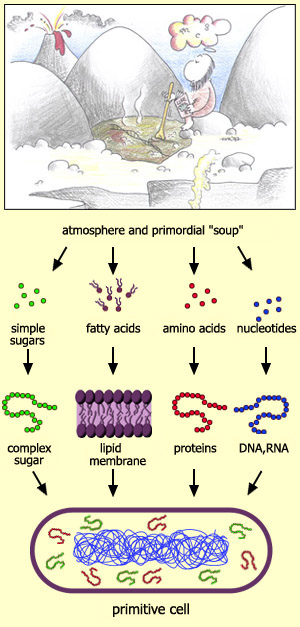 atmosphere and primordial "soup"
simple
sugars
fatty acids
amino acids
nucleotides
complex
sugar
lipid
membrane
proteins
DNA,RNA
primitive cell